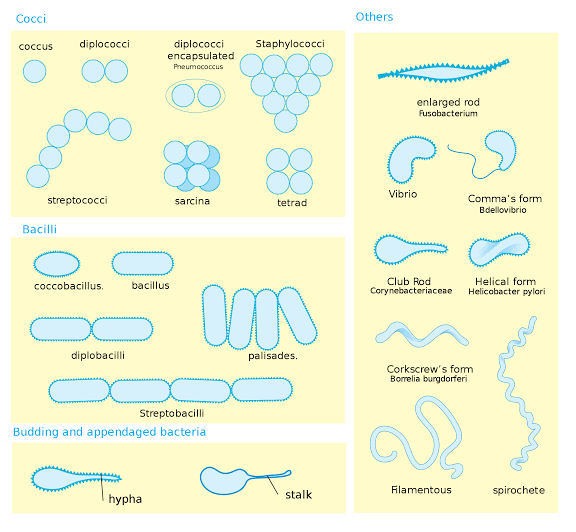 Cocci
coccus
diplococci
diplococci
encapsulated
Pneumococcus
Staphylococci
streptococci
sarcina
tetrad
Bacilli
coccobacillus.
bacillus
diplobacilli
palisades.
Streptobacilli
Budding and appendaged bacteria
hypha
stalk
Others
enlarged rod
Fusobacterium
Vibrio
Comma's form
Bdellovibrio
Club Rod
Corynebacteriaceae
Helical form
Helicobacter pylori
Corkscrew's form
Borrelia burgdorferi
Filamentous
spirochete